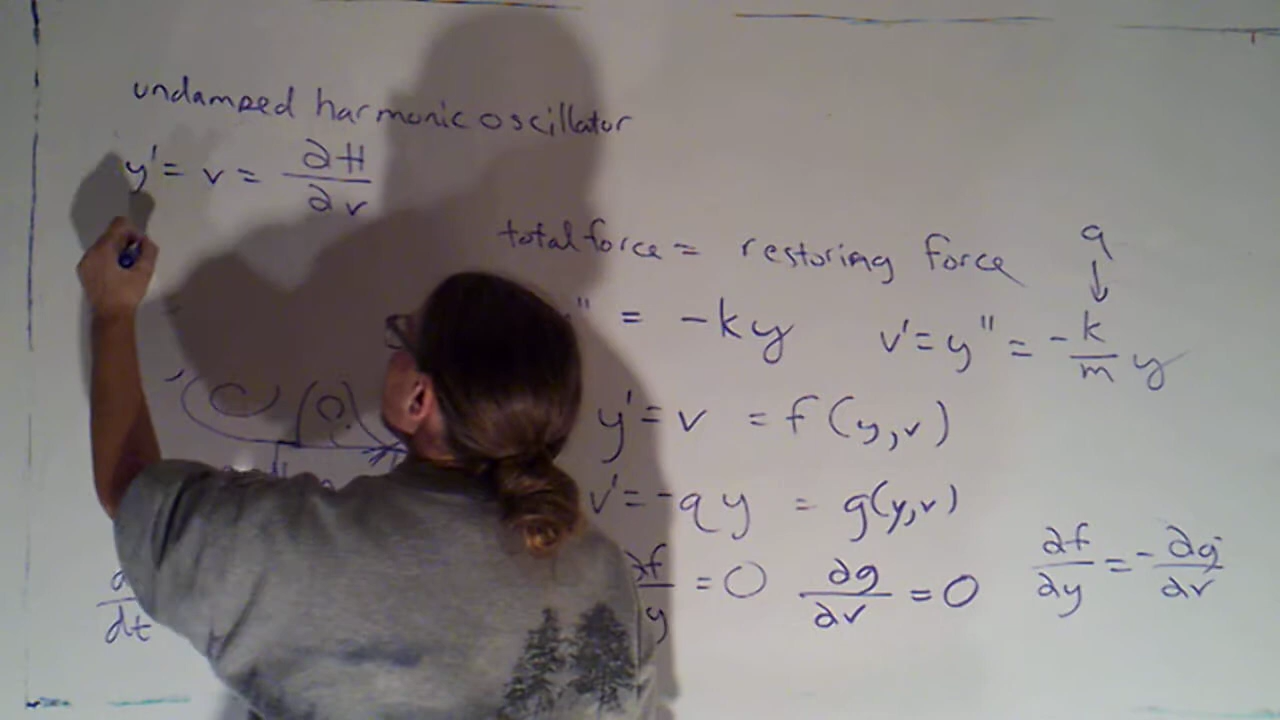 undamped harmonic oscillator
y' = v = ∂H/∂v
total force = restoring force q
↓
" = -ky v' = y" = -k/m y
y' = v = f(y,v)
v' = -qy = g(y,v)
d/dt ∂f/∂y = 0 ∂g/∂v = 0 ∂f/∂y = -∂g/∂v